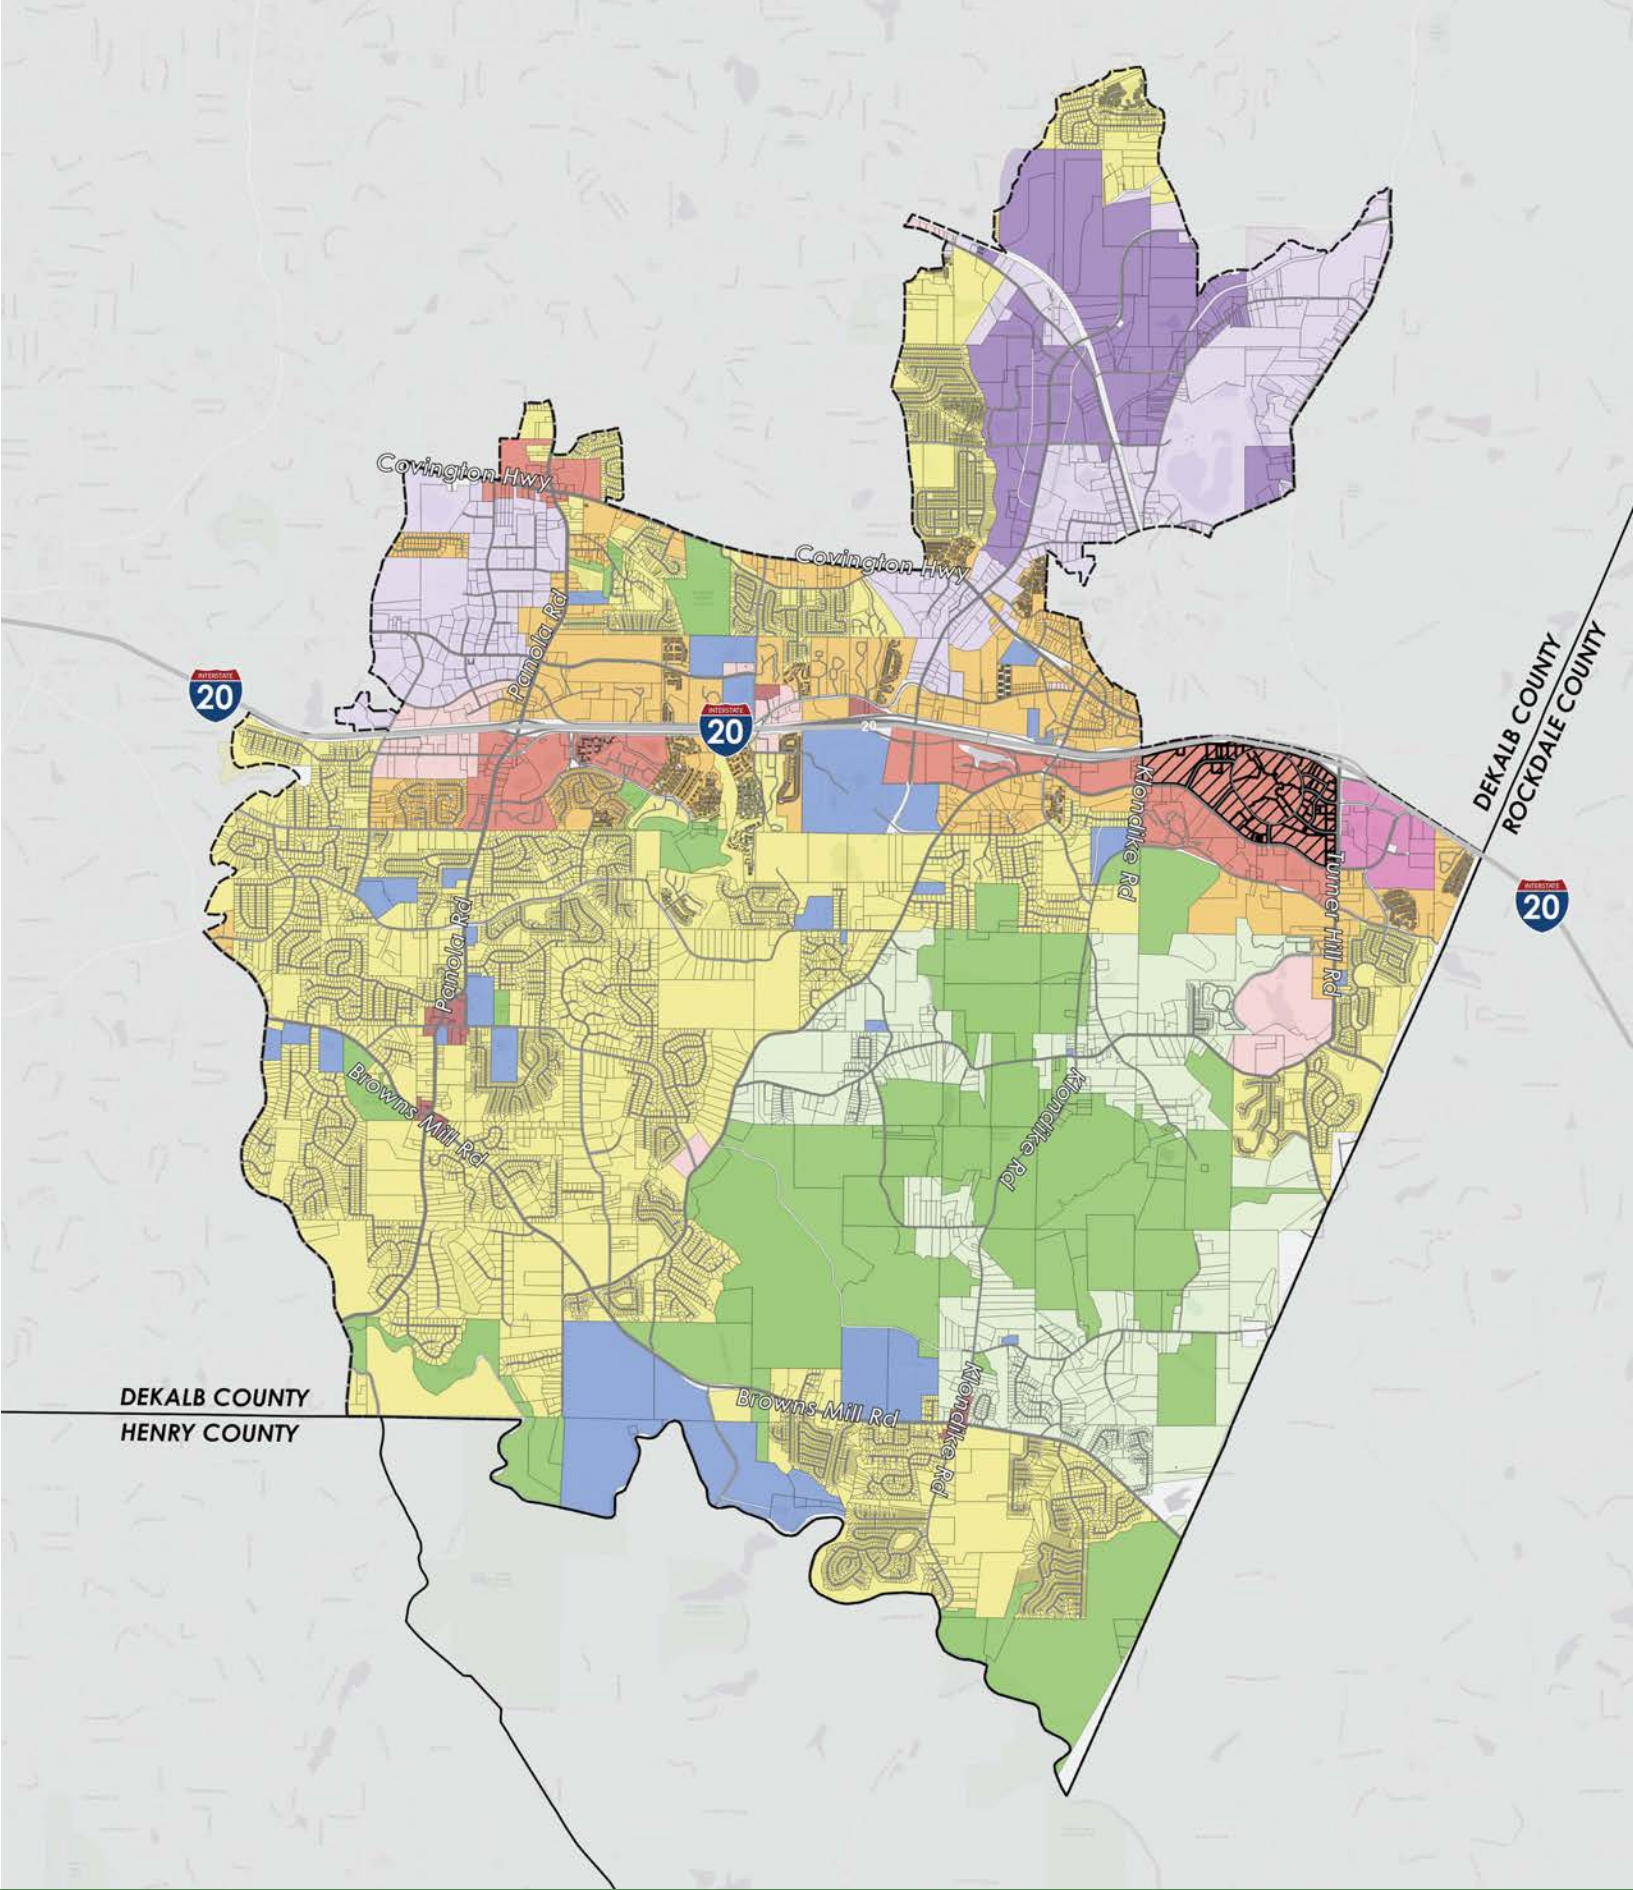 Covington Hwy
Covington Hwy
Panola Rd
INTERSTATE
20
INTERSTATE
20
20
DEKALB COUNTY
ROCKDALE COUNTY
Klondike Rd
Turner Hill Rd
INTERSTATE
20
Panola Rd
Browns Mill Rd
Klondike Rd
DEKALB COUNTY
HENRY COUNTY
Browns Mill Rd
Klondike Rd